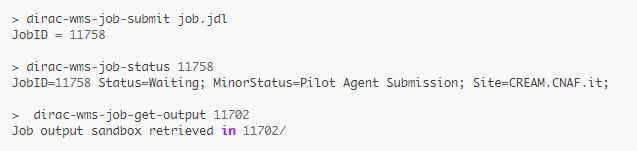 > dirac-wms-job-submit job.jdl
JobID = 11758
> dirac-wms-job-status 11758
JobID=11758 Status=Waiting; MinorStatus=Pilot Agent Submission; Site=CREAM.CNAF.it;
>  dirac-wms-job-get-output 11702
Job output sandbox retrieved in 11702/